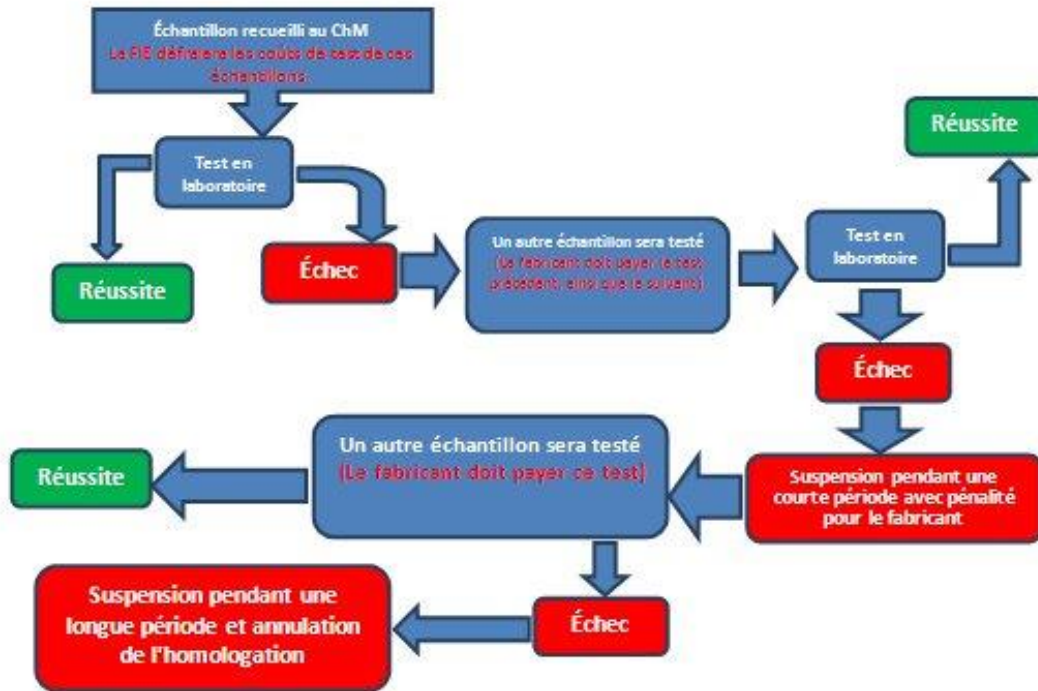 Échantillon recueilli au ChM
La FIE défraiera les coûts de test de ces
échantillons
Test en
laboratoire
Réussite
Échec
Un autre échantillon sera testé
(Le fabricant doit payer le test
précédent, ainsi que le suivant)
Test en
laboratoire
Réussite
Échec
Suspension pendant une
courte période avec pénalité
pour le fabricant
Un autre échantillon sera testé
(Le fabricant doit payer ce test)
Réussite
Échec
Suspension pendant une
longue période et annulation
de l'homologation